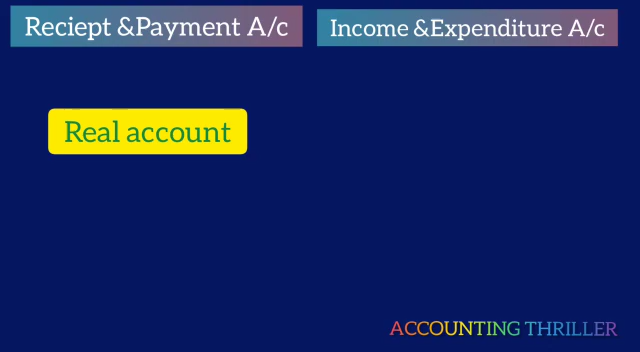 Reciept &Payment A/c
Income &Expenditure A/c
Real account
ACCOUNTING THRILLER